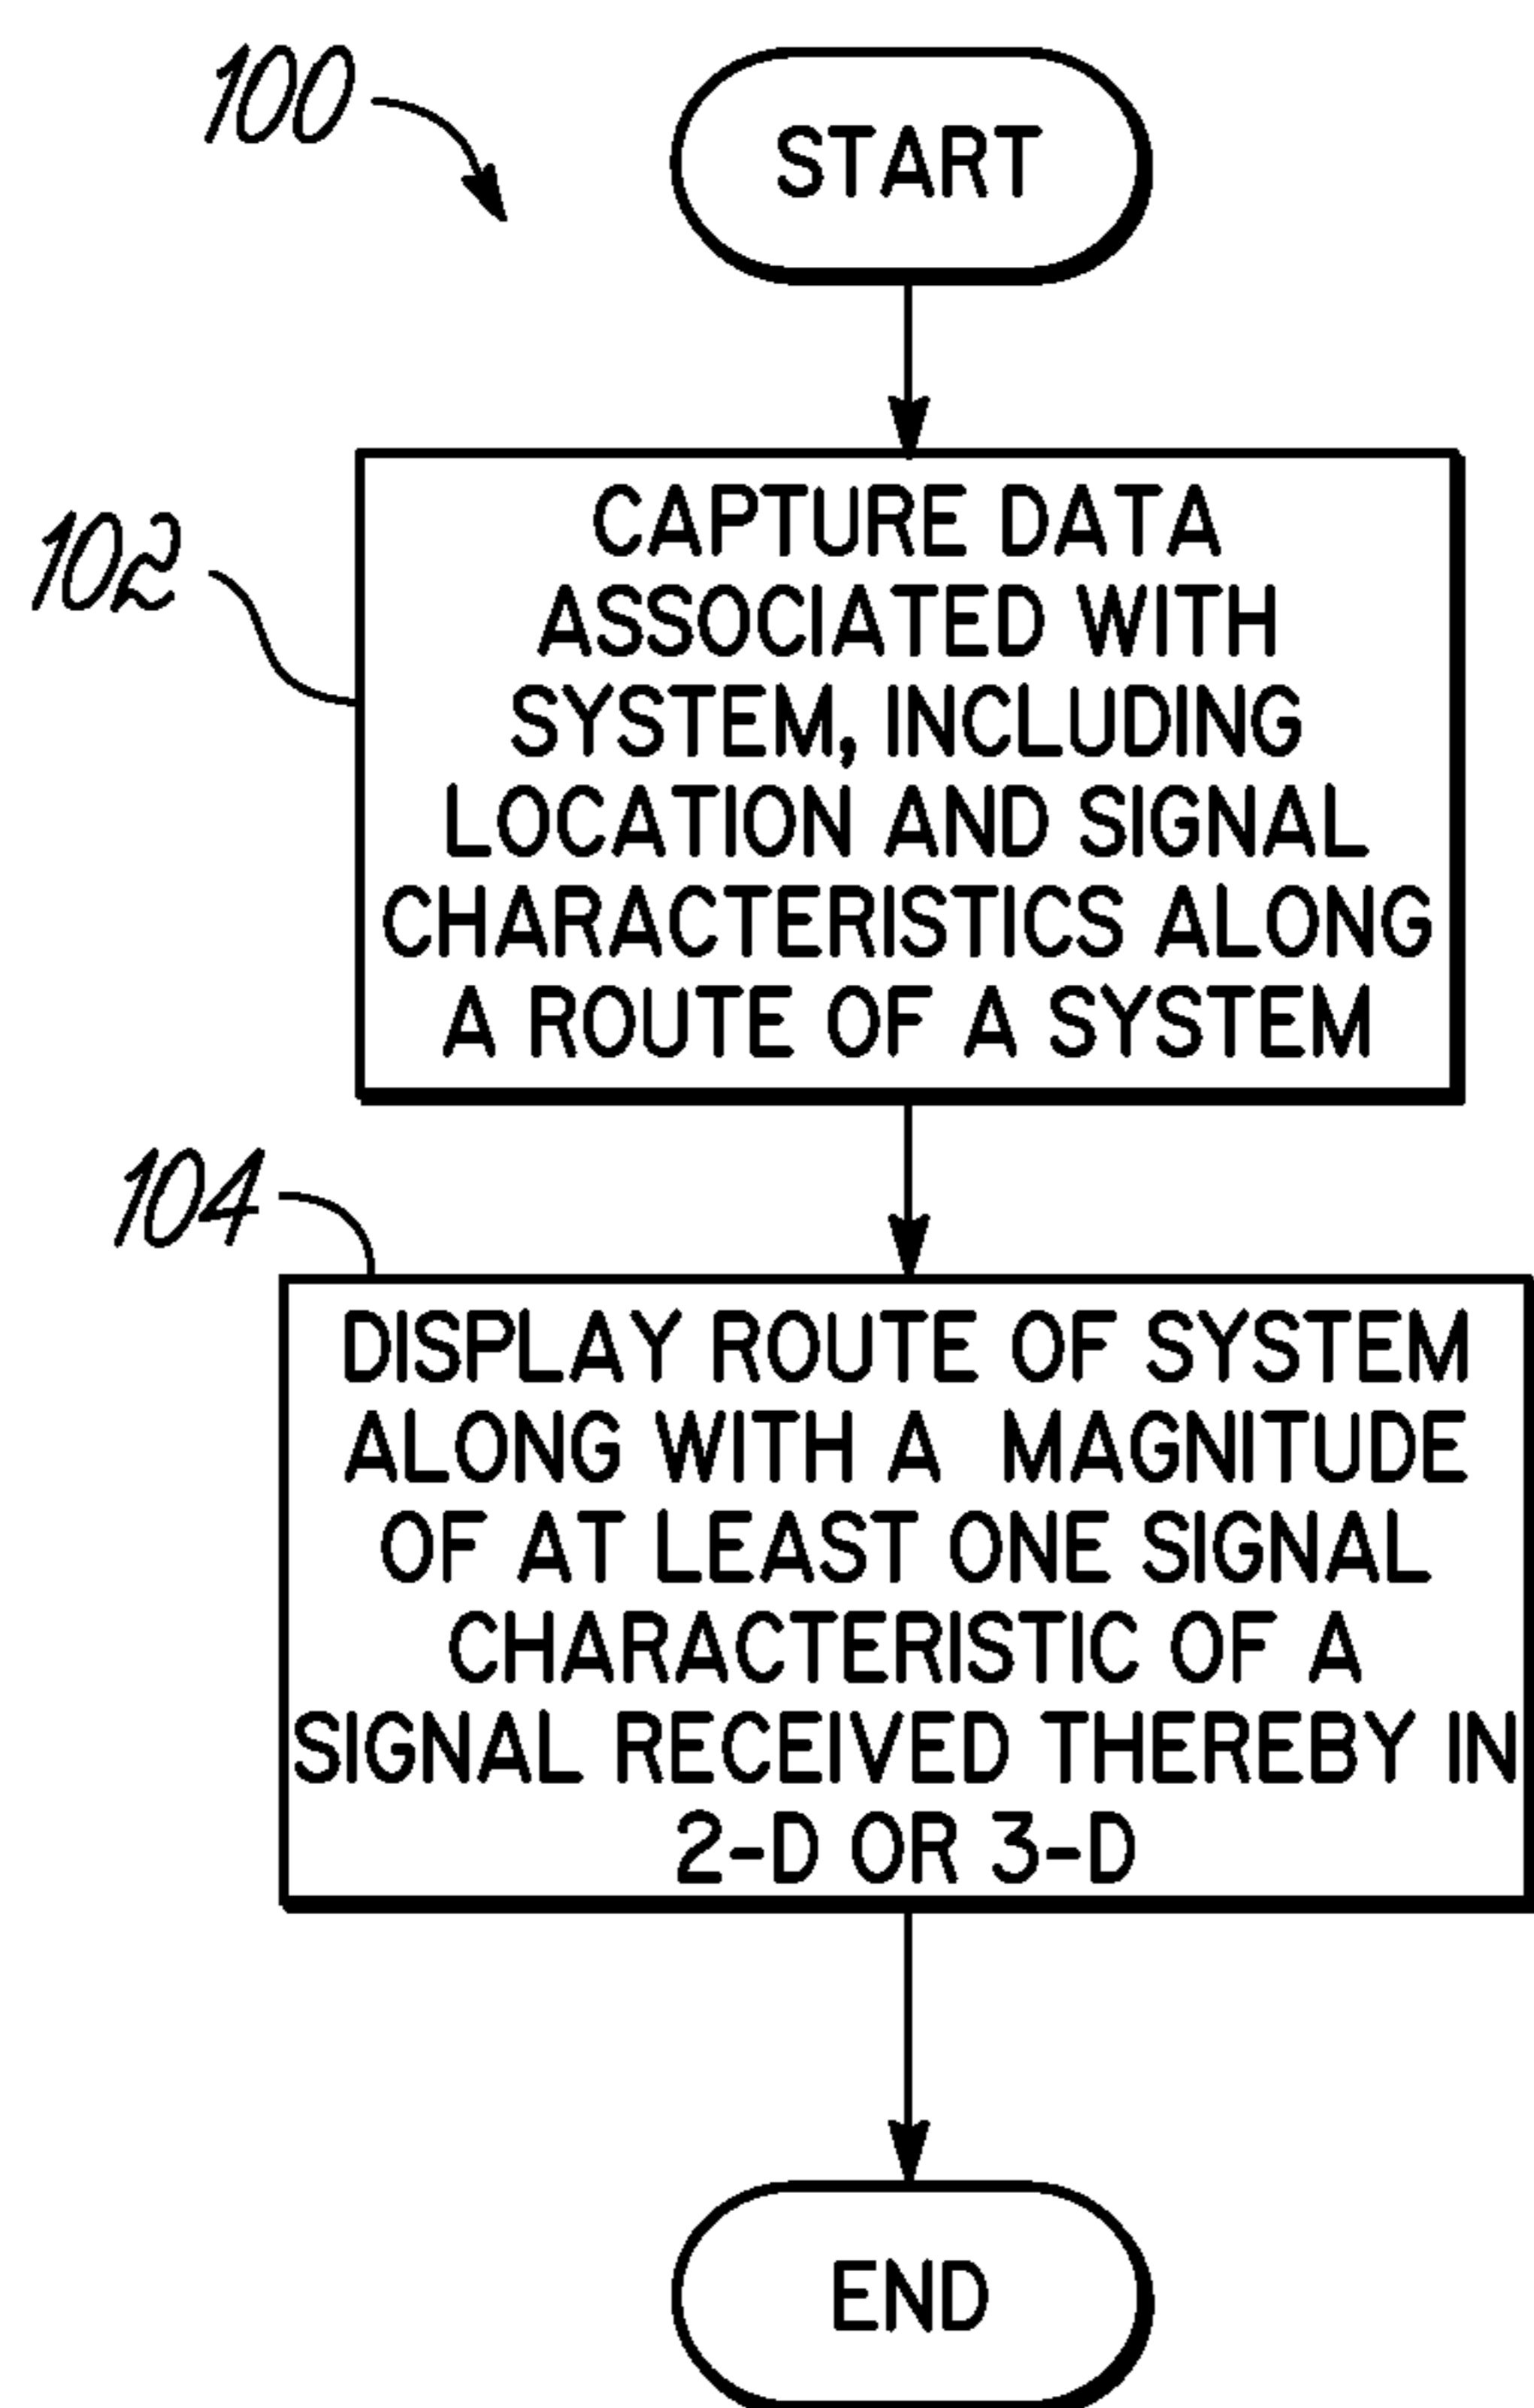 100
START
CAPTURE DATA
ASSOCIATED WITH
SYSTEM, INCLUDING
LOCATION AND SIGNAL
CHARACTERISTICS ALONG
A ROUTE OF A SYSTEM
102
104
DISPLAY ROUTE OF SYSTEM
ALONG WITH A MAGNITUDE
OF AT LEAST ONE SIGNAL
CHARACTERISTIC OF A
SIGNAL RECEIVED THEREBY IN
2-D OR 3-D
END